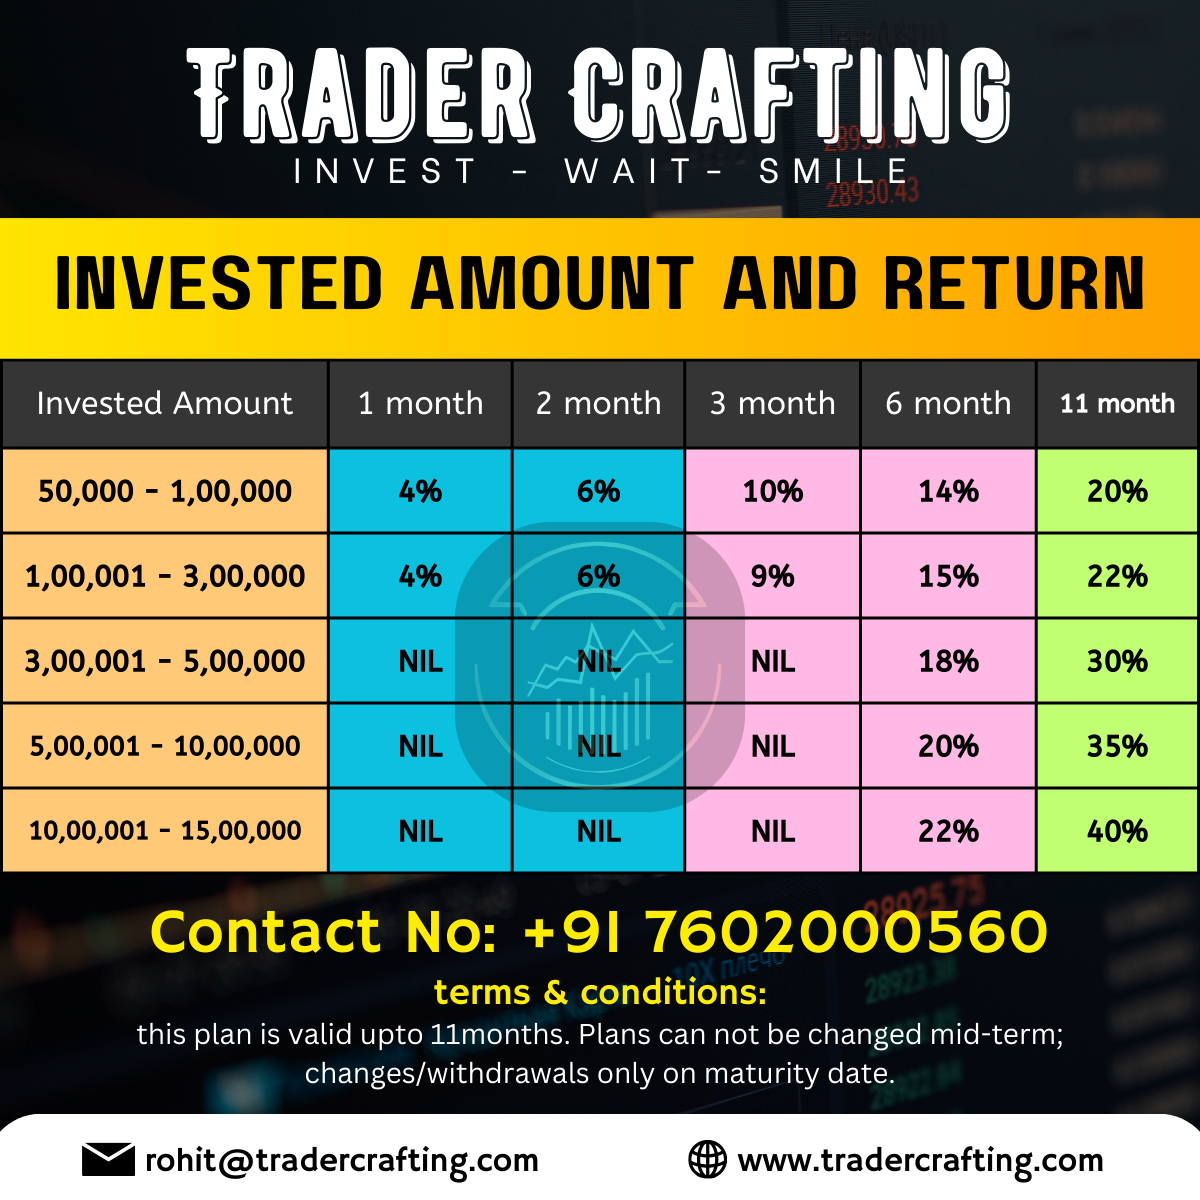 TRADER CRAFTING
INVEST - WAIT- SMILE
28930.43
INVESTED AMOUNT AND RETURN
Invested Amount 1 month 2 month 3 month 6 month 11 month
50,000 - 1,00,000 4% 6% 10% 14% 20%
1,00,001 - 3,00,000 4% 6% 9% 15% 22%
3,00,001 - 5,00,000 NIL NIL NIL 18% 30%
5,00,001 - 10,00,000 NIL NIL NIL 20% 35%
10,00,001 - 15,00,000 NIL NIL NIL 22% 40%
28925.75
Contact No: +91 7602000560
terms & conditions:
this plan is valid upto 11months. Plans can not be changed mid-term;
changes/withdrawals only on maturity date.
rohit@tradercrafting.com
www.tradercrafting.com